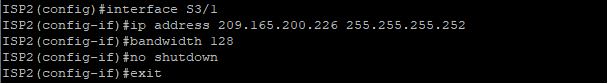 ISP2(config)#interface S3/1
ISP2(config-if)#ip address 209.165.200.226 255.255.255.252
ISP2(config-if)#bandwidth 128
ISP2(config-if)#no shutdown
ISP2(config-if)#exit